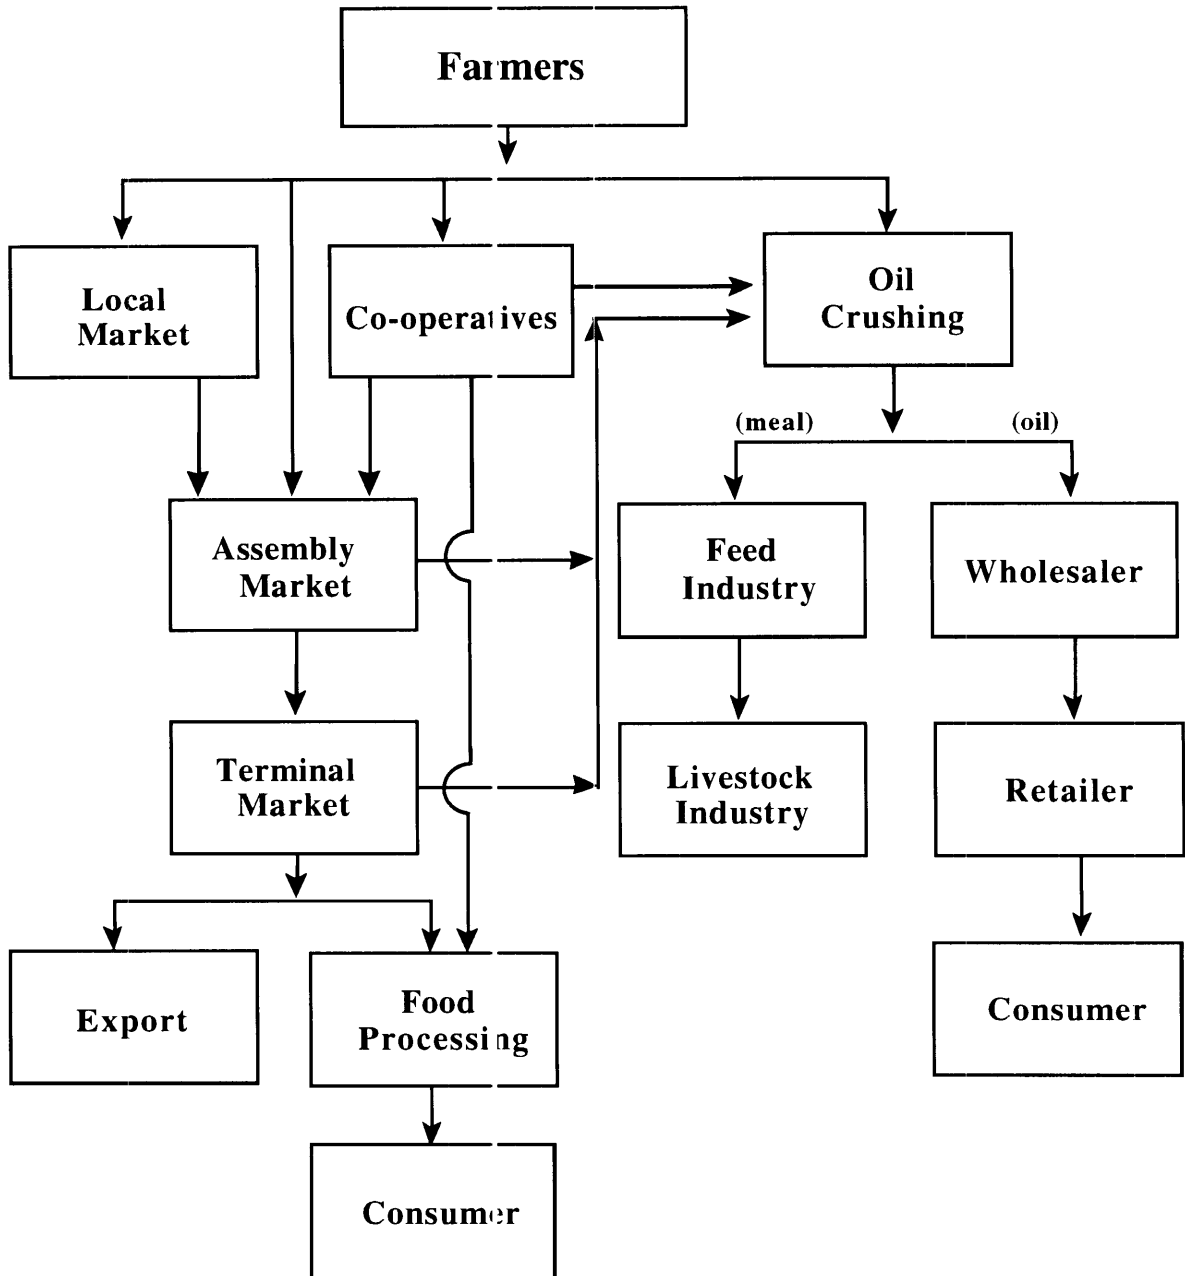 Farmers
Local
Market
Co-operatives
Oil
Crushing
(meal)
(oil)
Assembly
Market
Feed
Industry
Wholesaler
Terminal
Market
Livestock
Industry
Retailer
Export
Food
Processing
Consumer
Consumer